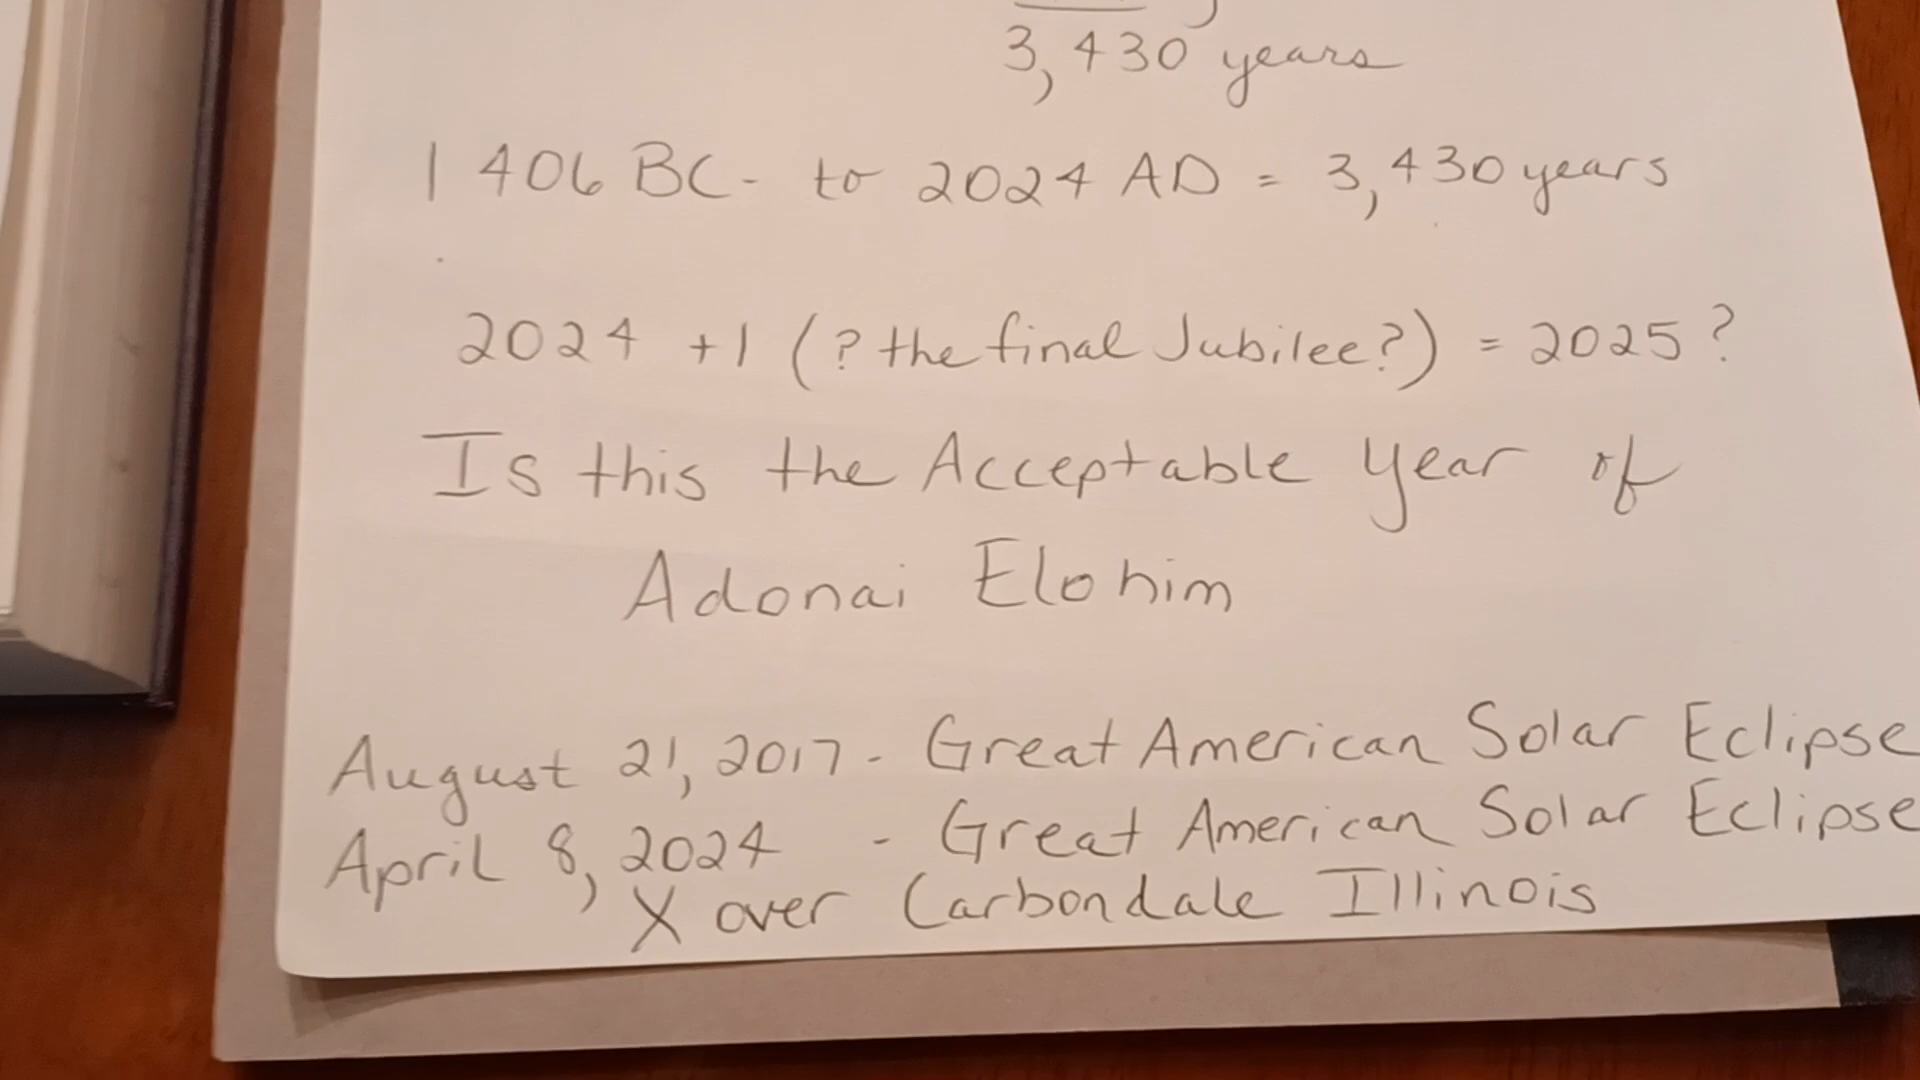 3,430 years
1406 BC - to 2024 AD = 3,430 years
2024 +1 (? the final Jubilee?) = 2025?
Is this the Acceptable year of
Adonai Elohim
August 21, 2017 - Great American Solar Eclipse
April 8, 2024 - Great American Solar Eclipse
X over Carbondale Illinois